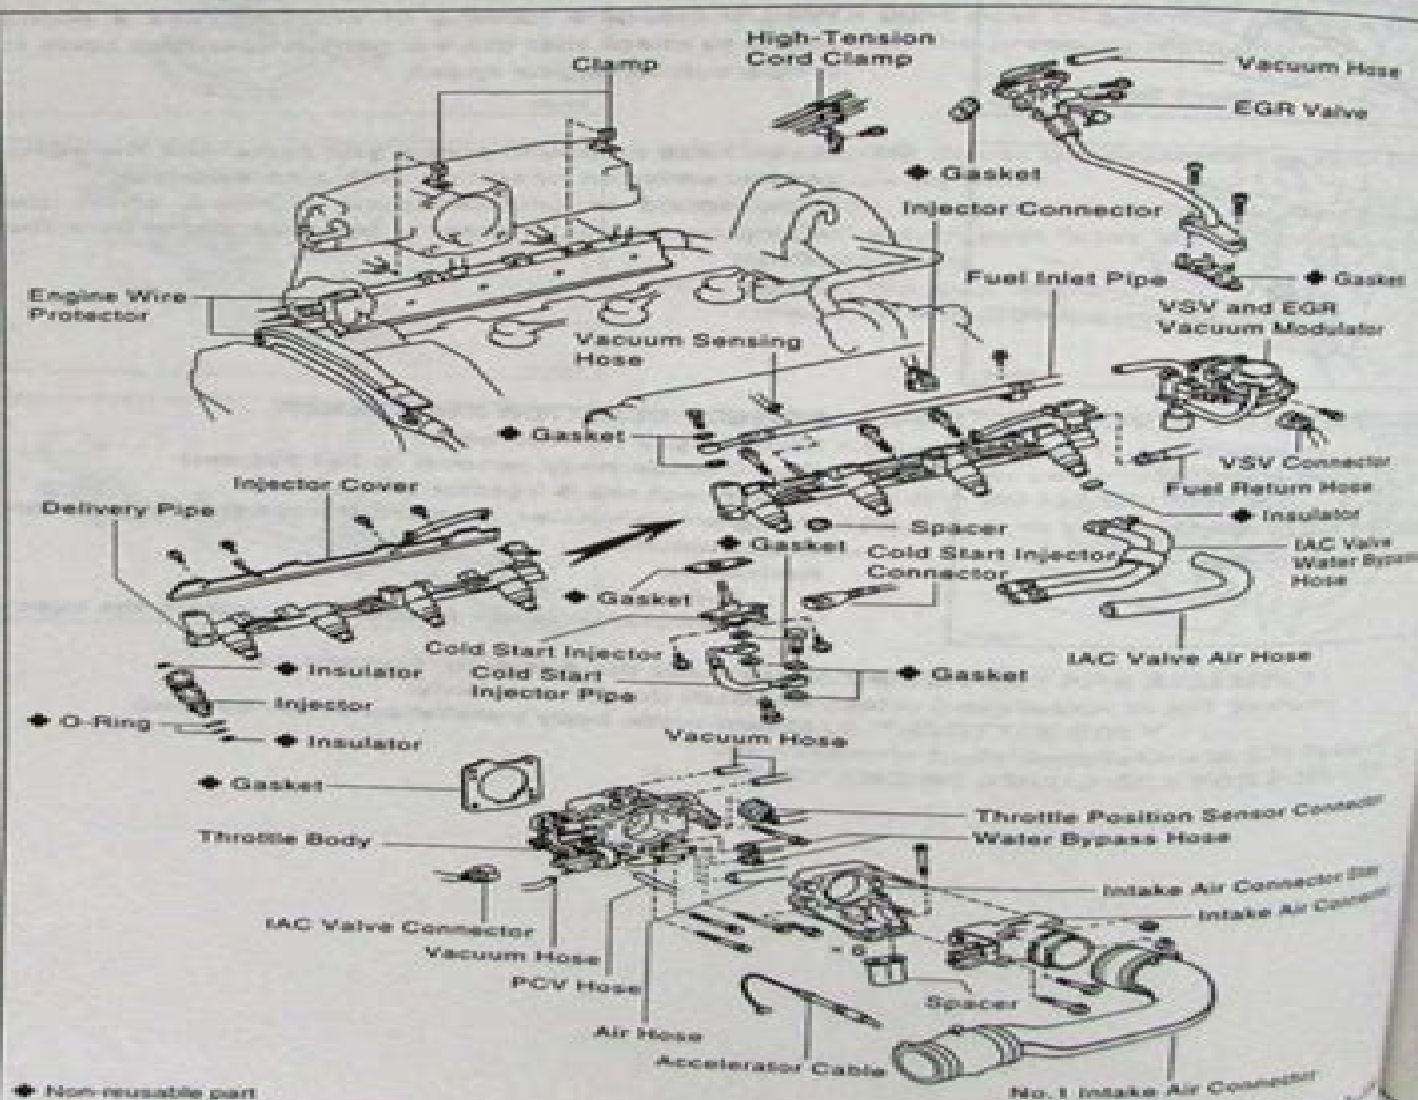 High-Tension
Cord Clamp
Clamp
Vacuum Hose
EGR Valve
◆ Gasket
Injector Connector
Fuel Inlet Pipe
◆ Gasket
Engine Wire
Protector
VSV and EGR
Vacuum Modulator
Vacuum Sensing
Hose
◆ Gasket
VSV Connector
Injector Cover
Fuel Return Hose
Delivery Pipe
◆ Insulator
Spacer
◆ Gasket
Cold Start Injector
Connector
IAC Valve
Water Bypass
Hose
◆ Gasket
Cold Start Injector
IAC Valve Air Hose
◆ Insulator
Cold Start
Injector Pipe
◆ Gasket
Injector
◆ O-Ring
◆ Insulator
Vacuum Hose
◆ Gasket
Throttle Position Sensor Connector
Throttle Body
Water Bypass Hose
Intake Air Connector
Intake Air
IAC Valve Connector
Vacuum Hose
PCV Hose
Spacer
Air Hose
Accelerator Cable
No. 1 Intake Air Connector
◆ Non-reusable part